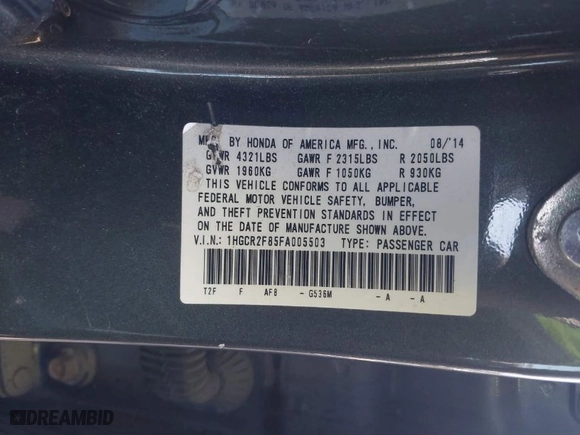 MFD. BY HONDA OF AMERICA MFG., INC. 08/'14
GVWR 4321LBS GAWR F 2315LBS R 2050LBS
GVWR 1960KG GAWR F 1050KG R 930KG
THIS VEHICLE CONFORMS TO ALL APPLICABLE
FEDERAL MOTOR VEHICLE SAFETY, BUMPER,
AND THEFT PREVENTION STANDARDS IN EFFECT
ON THE DATE OF MANUFACTURE SHOWN ABOVE.
V.I.N.: 1HGCR2F85FA005503 TYPE: PASSENGER CAR
T2F F AF8 - G536M - A - A
DREAMBID